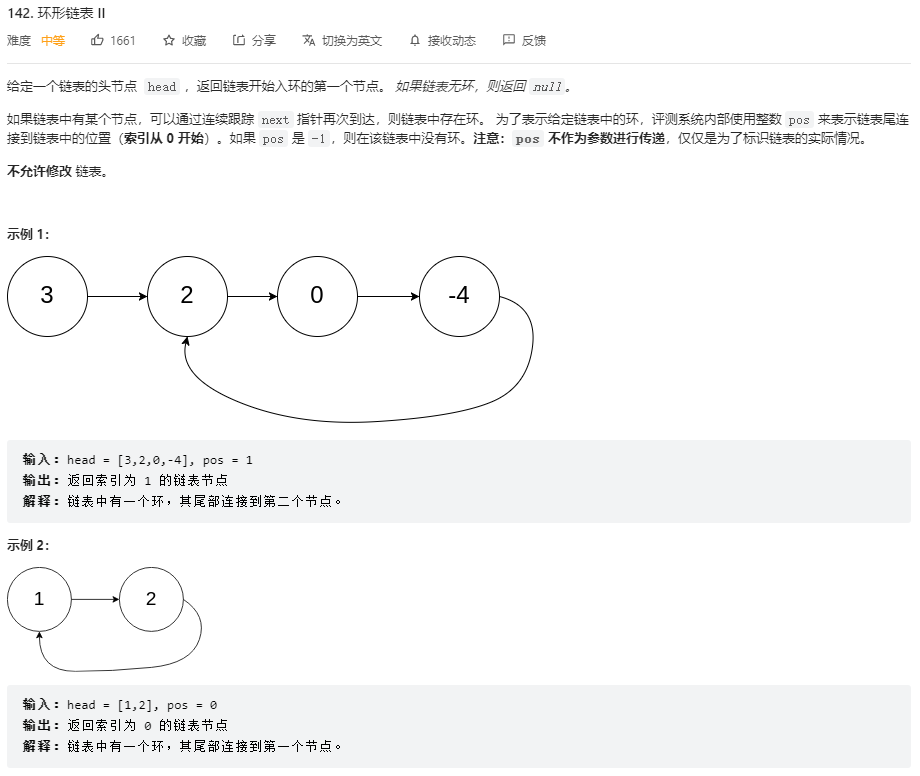 142. 环形链表 II
难度 中等 1661 收藏 分享 切换为英文 接收动态 反馈
给定一个链表的头节点 head ，返回链表开始入环的第一个节点。 如果链表无环，则返回 null。
如果链表中有某个节点，可以通过连续跟踪 next 指针再次到达，则链表中存在环。 为了表示给定链表中的环，评测系统内部使用整数 pos 来表示链表尾连
接到链表中的位置（索引从 0 开始）。如果 pos 是 -1，则在该链表中没有环。注意：pos 不作为参数进行传递，仅仅是为了标识链表的实际情况。
不允许修改 链表。
示例 1：
3 2 0 -4
输入：head = [3,2,0,-4], pos = 1
输出：返回索引为 1 的链表节点
解释：链表中有一个环，其尾部连接到第二个节点。
示例 2：
1 2
输入：head = [1,2], pos = 0
输出：返回索引为 0 的链表节点
解释：链表中有一个环，其尾部连接到第一个节点。